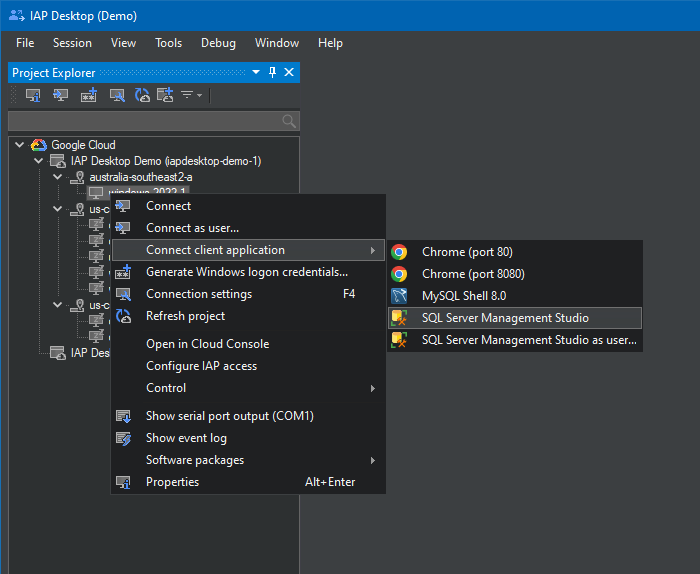 IAP Desktop (Demo)
File Session View Tools Debug Window Help
Project Explorer
Google Cloud
IAP Desktop Demo (iapdesktop-demo-1)
australia-southeast2-a
windows-2022-1
us-c
us-c
IAP Des
Connect
Connect as user...
Connect client application
Generate Windows logon credentials...
Connection settings F4
Refresh project
Open in Cloud Console
Configure IAP access
Control
Show serial port output (COM1)
Show event log
Software packages
Properties Alt+Enter
Chrome (port 80)
Chrome (port 8080)
MySQL Shell 8.0
SQL Server Management Studio
SQL Server Management Studio as user...